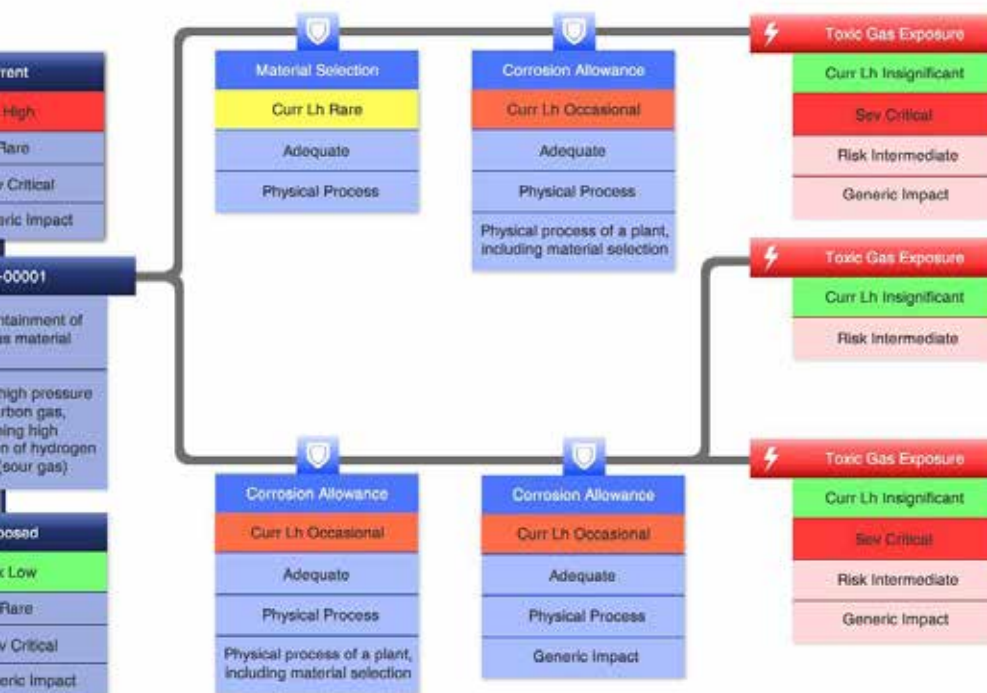 rent
High
Rare
Critical
eric Impact
-00001
ntainment of
us material
high pressure
rbon gas,
ing high
n of hydrogen
(sour gas)
posed
Low
Rare
v Critical
eric Impact
Material Selection
Curr Lh Rare
Adequate
Physical Process
Corrosion Allowance
Curr Lh Occasional
Adequate
Physical Process
Physical process of a plant,
including material selection
Toxic Gas Exposure
Curr Lh Insignificant
Sev Critical
Risk Intermediate
Generic Impact
Toxic Gas Exposure
Curr Lh Insignificant
Risk Intermediate
Corrosion Allowance
Curr Lh Occasional
Adequate
Physical Process
Physical process of a plant,
including material selection
Corrosion Allowance
Curr Lh Occasional
Adequate
Physical Process
Generic Impact
Toxic Gas Exposure
Curr Lh Insignificant
Sev Critical
Risk Intermediate
Generic Impact